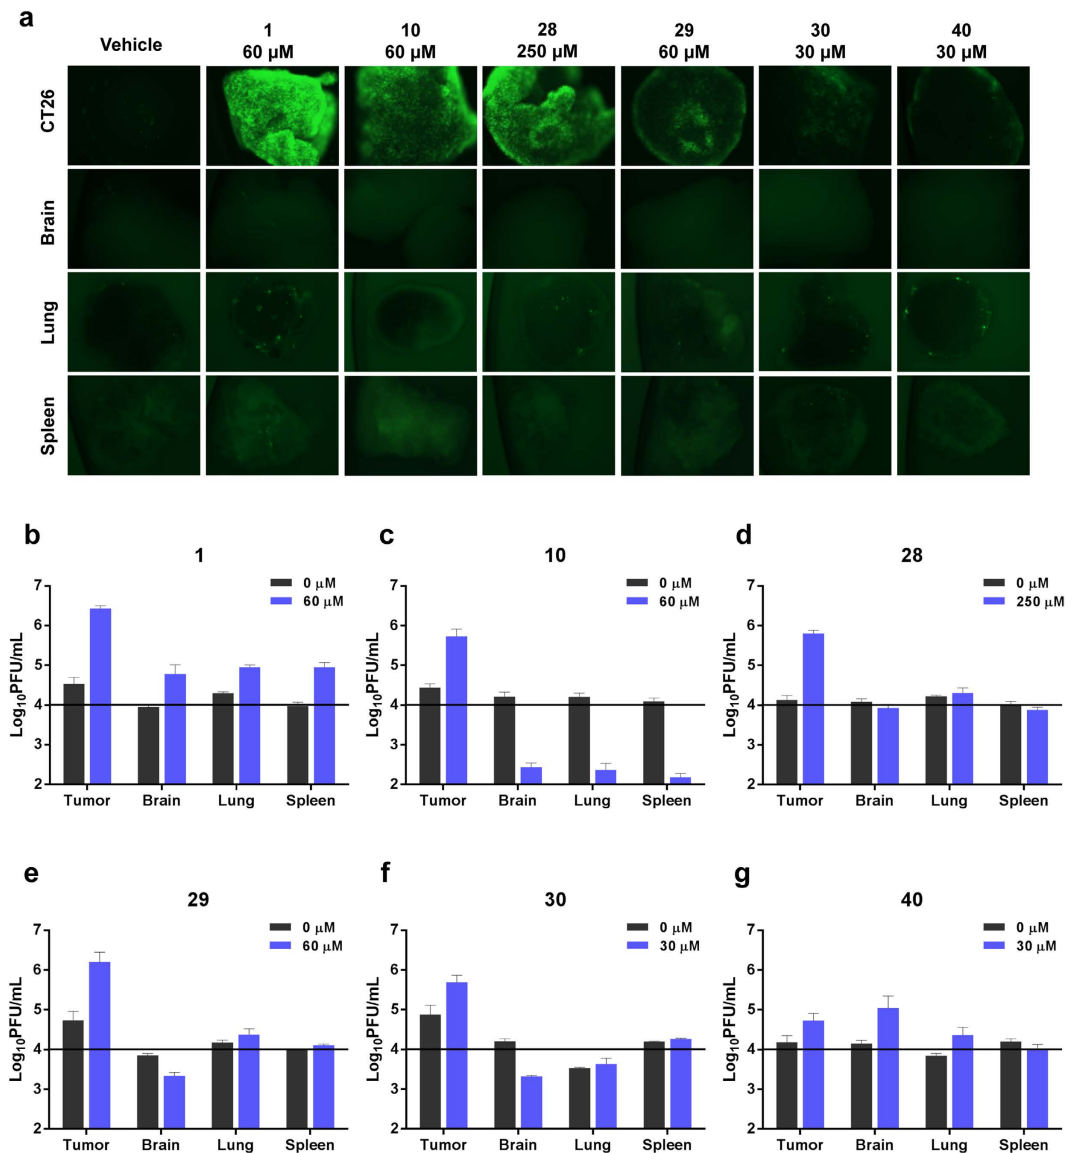 a
Vehicle
1
60 µM
10
60 µM
28
250 µM
29
60 µM
30
30 µM
40
30 µM
CT26
Brain
Lung
Spleen
b
1
0 µM
60 µM
Log10PFU/mL
7
6
5
4
3
2
Tumor Brain Lung Spleen
c
10
0 µM
60 µM
Log10PFU/mL
7
6
5
4
3
2
Tumor Brain Lung Spleen
d
28
0 µM
250 µM
Log10PFU/mL
7
6
5
4
3
2
Tumor Brain Lung Spleen
e
29
0 µM
60 µM
Log10PFU/mL
7
6
5
4
3
2
Tumor Brain Lung Spleen
f
30
0 µM
30 µM
Log10PFU/mL
7
6
5
4
3
2
Tumor Brain Lung Spleen
g
40
0 µM
30 µM
Log10PFU/mL
7
6
5
4
3
2
Tumor Brain Lung Spleen